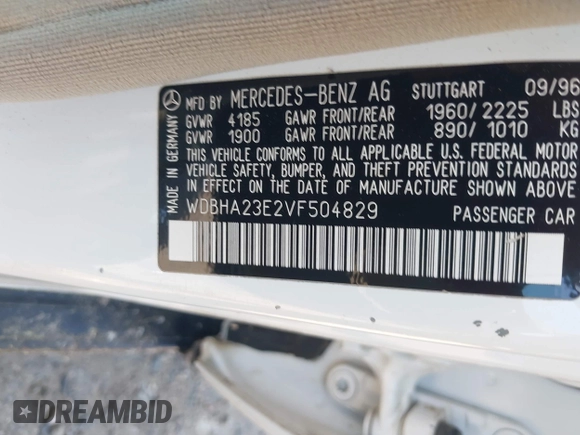 MADE IN GERMANY
MFD BY MERCEDES-BENZ AG STUTTGART 09/96
GVWR 4185 GAWR FRONT/REAR 1960/2225 LBS
GVWR 1900 GAWR FRONT/REAR 890/1010 KG
THIS VEHICLE CONFORMS TO ALL APPLICABLE U.S. FEDERAL MOTOR
VEHICLE SAFETY, BUMPER, AND THEFT PREVENTION STANDARDS
IN EFFECT ON THE DATE OF MANUFACTURE SHOWN ABOVE.
WDBHA23E2VF504829 PASSENGER CAR
DREAMBID